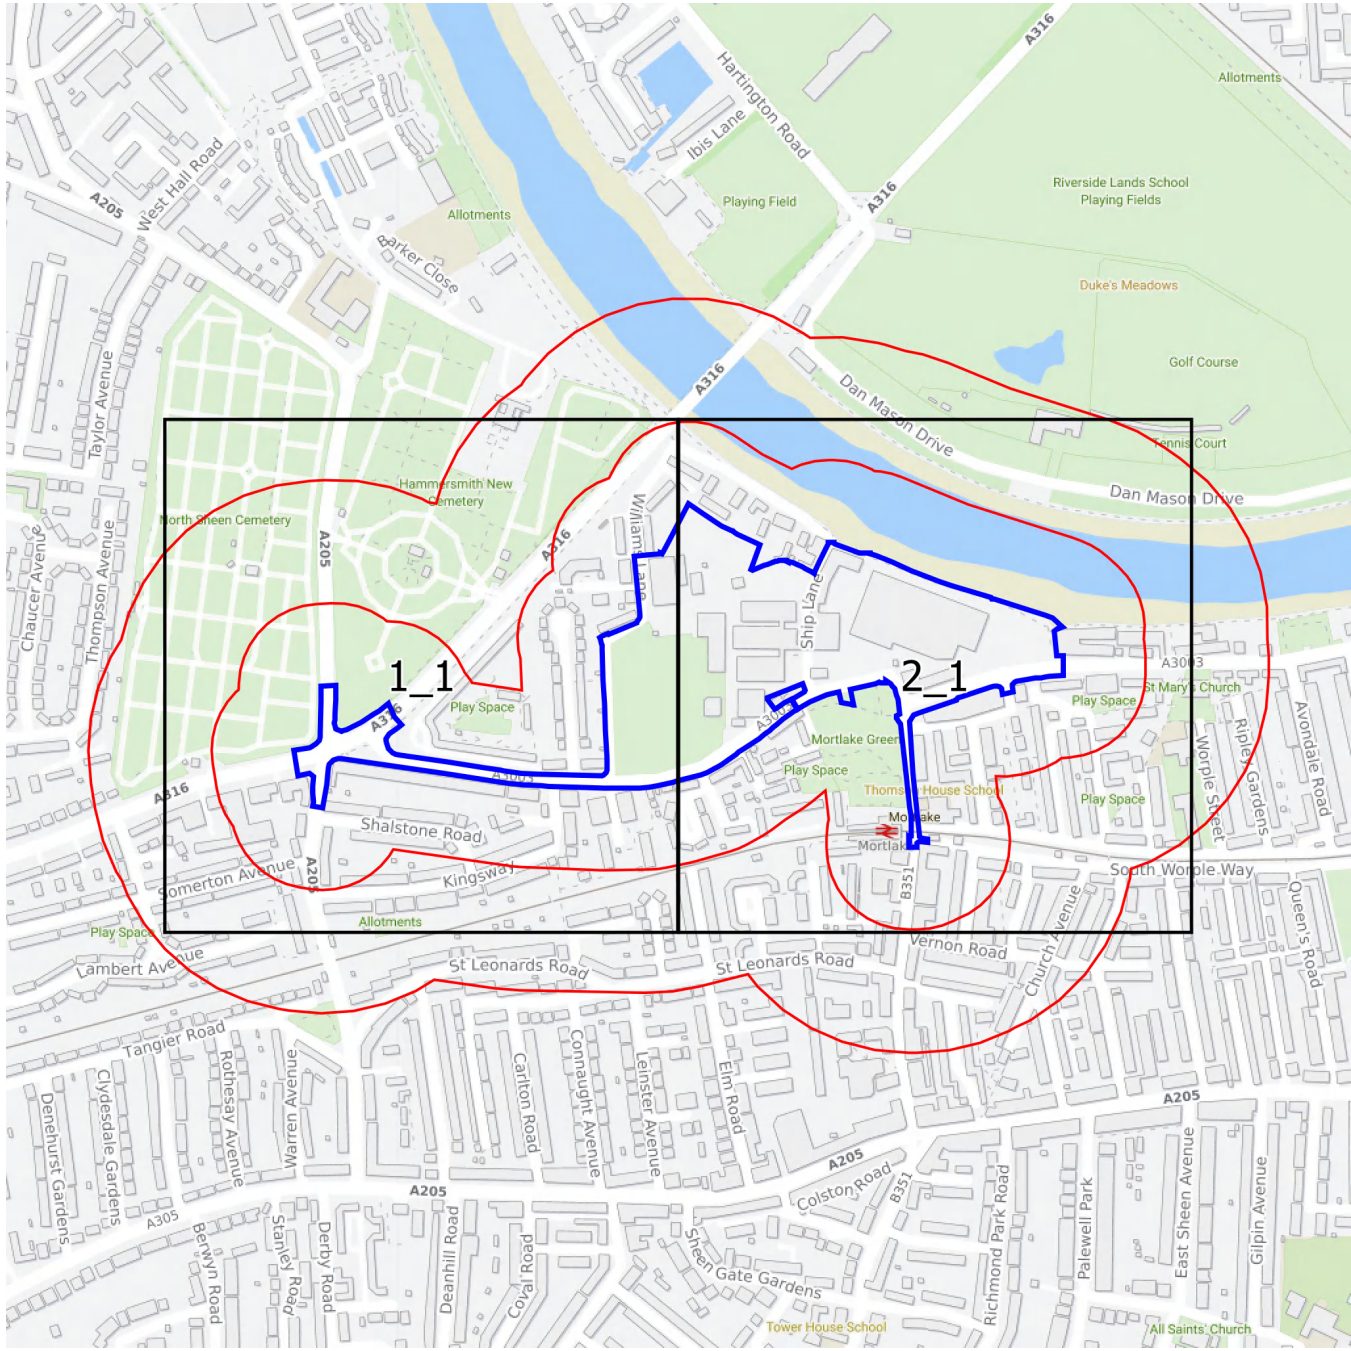 A316
Hartington Road
Allotments
Ibis Lane
West Hall Road
A205
Riverside Lands School
Playing Fields
Playing Field
A316
Allotments
Barker Close
Duke's Meadows
Golf Course
A316
Dan Mason Drive
Taylor Avenue
Tennis Court
Hammersmith New
Cemetery
Dan Mason Drive
North Sheen Cemetery
Williams Lane
A205
A316
Chaucer Avenue
Thompson Avenue
Ship Lane
1_1
2_1
A3003
St Mary's Church
Play Space
Play Space
A316
A3003
Ripley Gardens
Avondale Road
Mortlake Green
Worple Street
A3003
Play Space
A316
Thomson House School
Play Space
Mortlake
Shalstone Road
Mortlake
Somerton Avenue
A205
Kingsway
B351
South Worple Way
Church Avenue
Queen's Road
Allotments
Play Space
Vernon Road
Lambert Avenue
St Leonards Road
St Leonards Road
Tangier Road
Rothesay Avenue
Warren Avenue
Clydesdale Gardens
Denehurst Gardens
Carlton Road
Connaught Avenue
Leinster Avenue
Elm Road
A205
A205
A205
Colston Road
B351
A305
Berwyn Road
Stanley Road
Derby Road
Deanhill Road
Coval Road
Sheen Gate Gardens
Richmond Park Road
Palewell Park
East Sheen Avenue
Gilpin Avenue
Tower House School
All Saints' Church